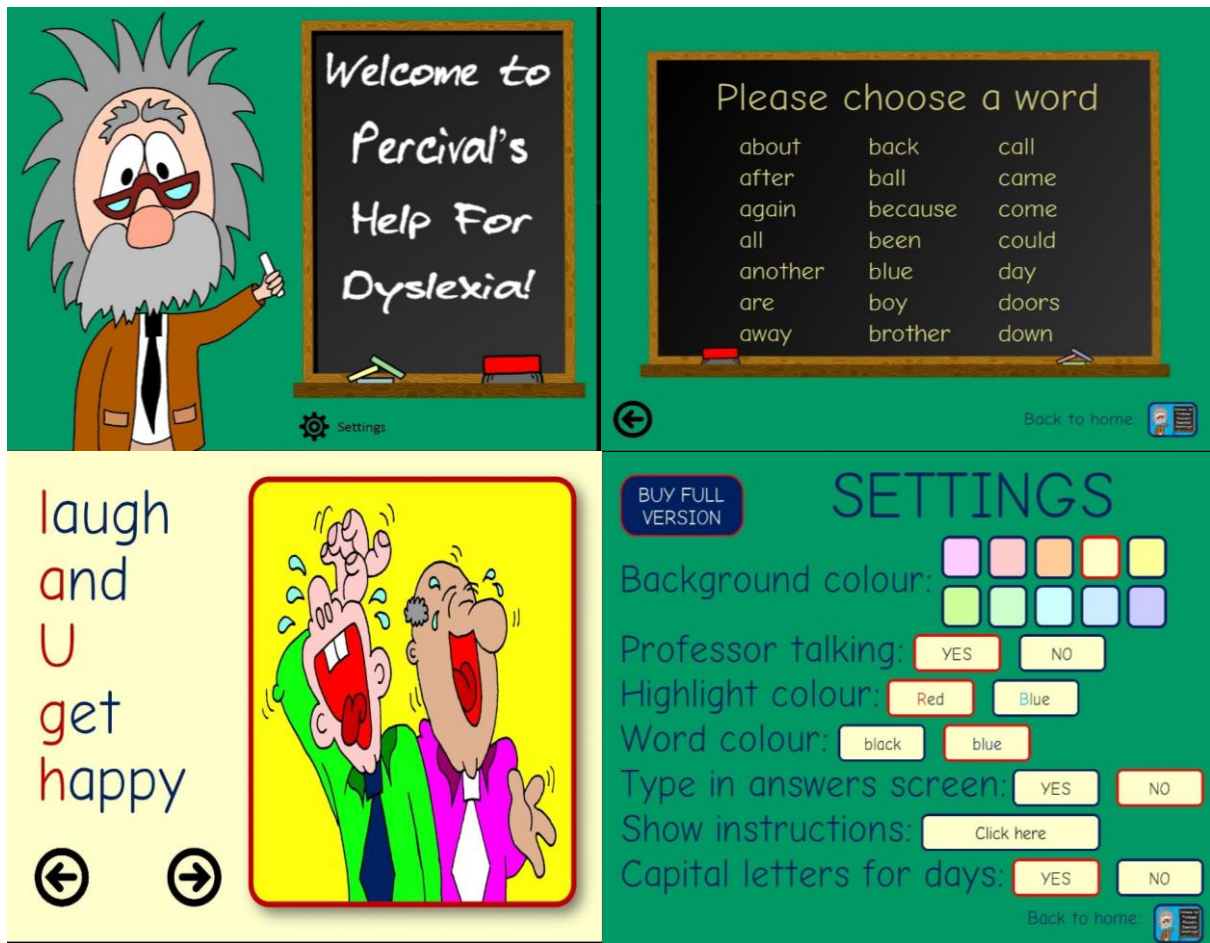 Welcome to
Percival's
Help For
Dyslexia!
Settings
Please choose a word
about back call
after ball came
again because come
all been could
another blue day
are boy doors
away brother down
Back to home:
laugh
and
U
get
happy
BUY FULL
VERSION
SETTINGS
Background colour:
Professor talking: YES NO
Highlight colour: Red Blue
Word colour: black blue
Type in answers screen: YES NO
Show instructions: Click here
Capital letters for days: YES NO
Back to home: